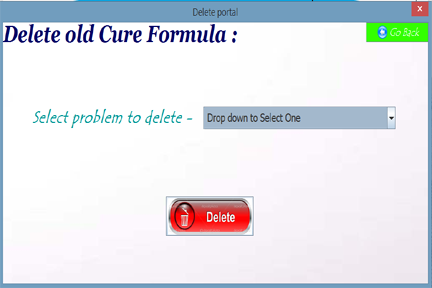 Delete portal
x
Delete old Cure Formula :
Go Back
Select problem to delete -
Drop down to Select One
Delete